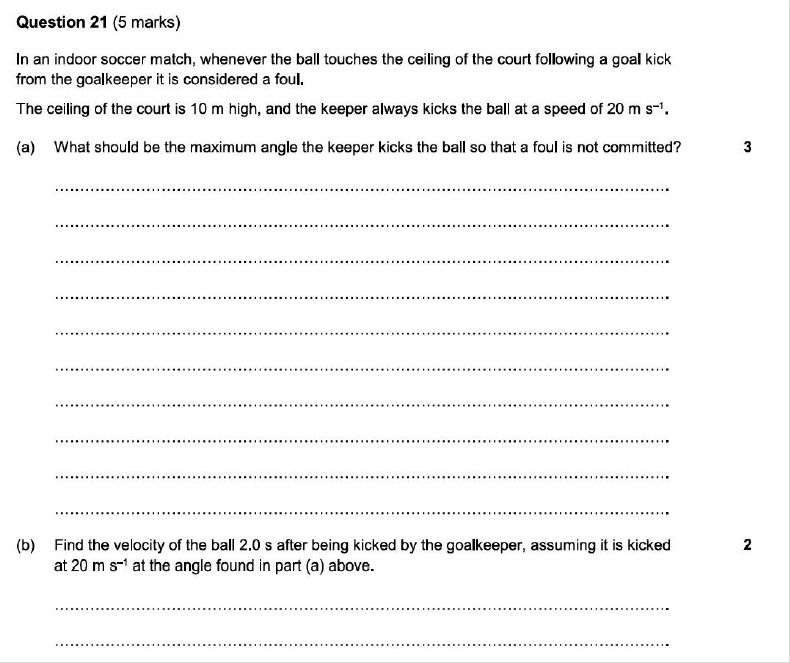 Question 21 (5 marks)
In an indoor soccer match, whenever the ball touches the ceiling of the court following a goal kick
from the goalkeeper it is considered a foul.
The ceiling of the court is 10 m high, and the keeper always kicks the ball at a speed of 20 m s⁻¹.
(a) What should be the maximum angle the keeper kicks the ball so that a foul is not committed? 3
(b) Find the velocity of the ball 2.0 s after being kicked by the goalkeeper, assuming it is kicked 2
at 20 m s⁻¹ at the angle found in part (a) above.